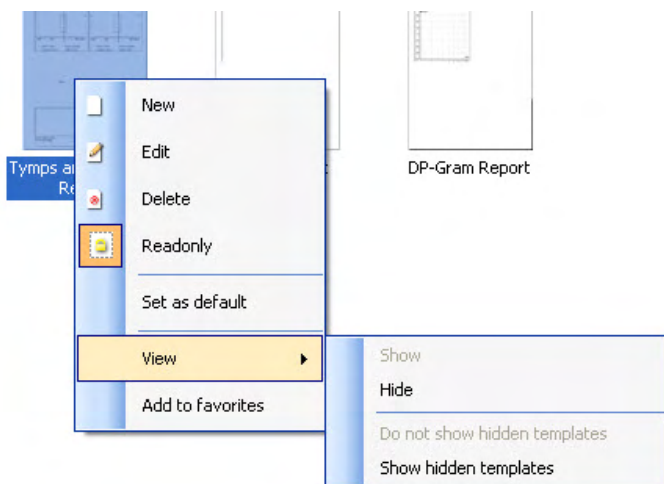 New
Edit
Tymps a
DP-Gram Report
Re
Delete
Readonly
Set as default
View
Show
Hide
Add to favorites
Do not show hidden templates
Show hidden templates